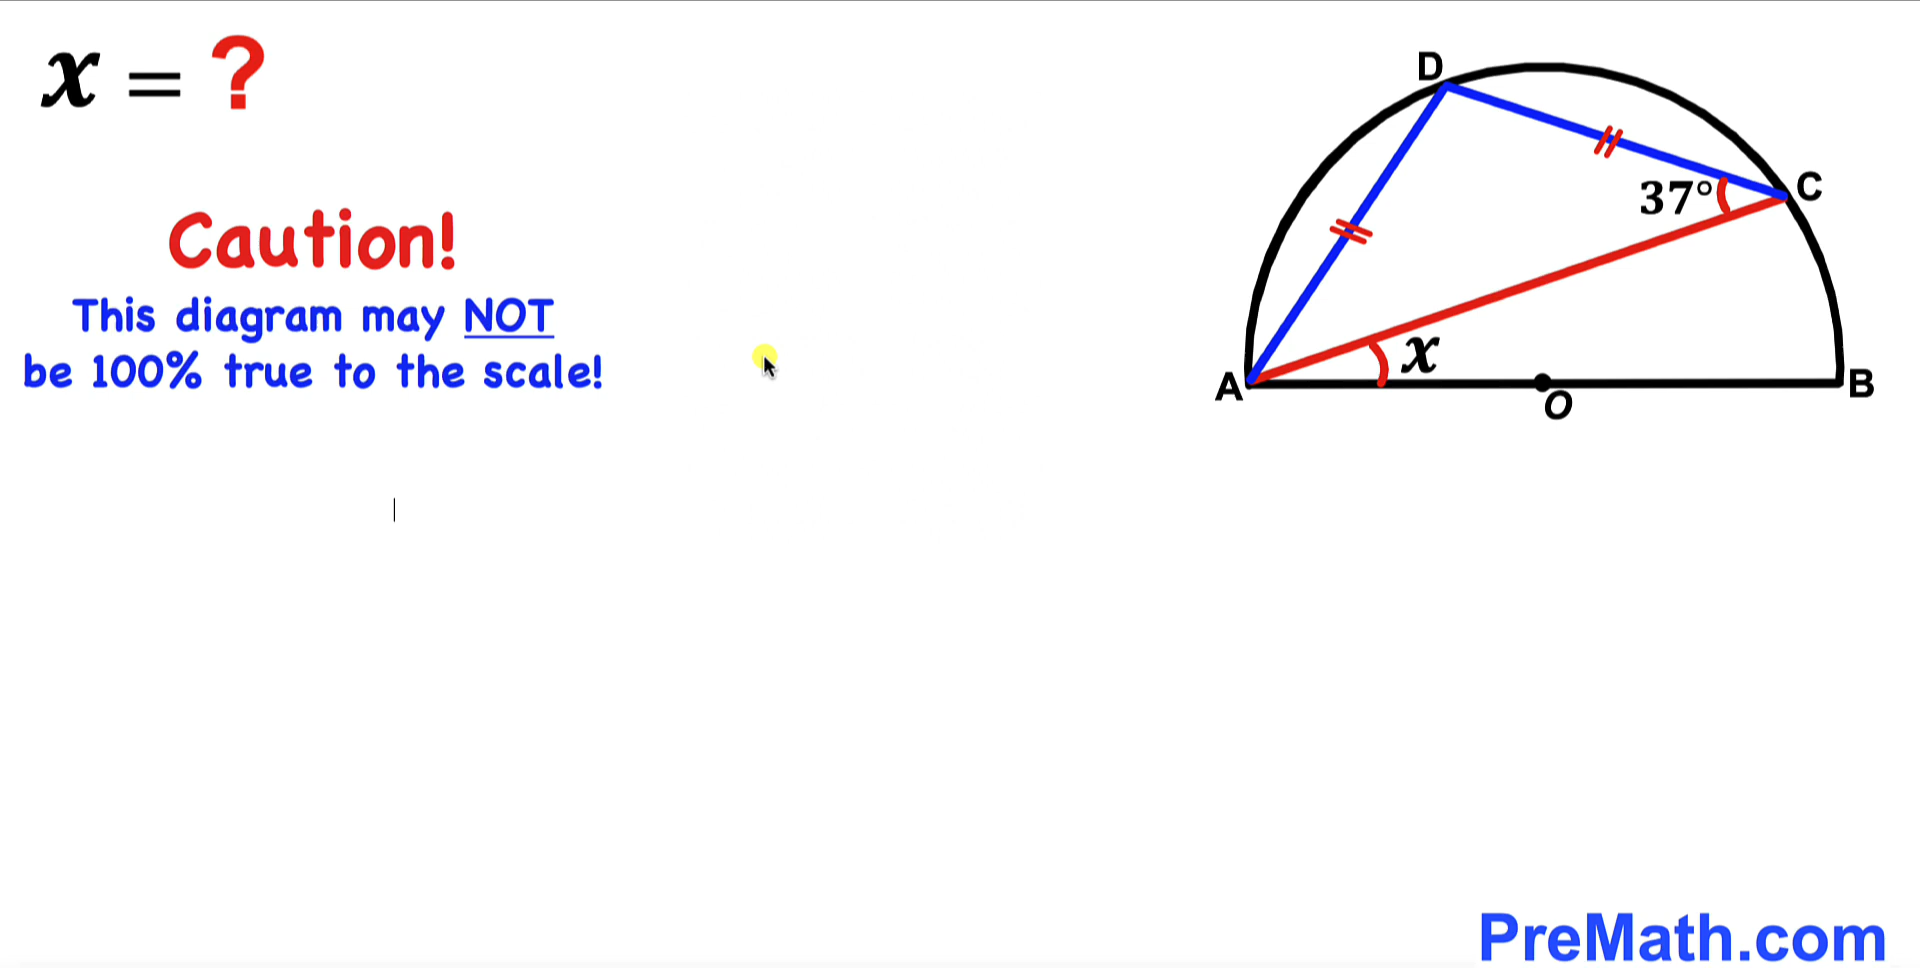 x = ?
D
C
37°
Caution!
This diagram may NOT
be 100% true to the scale!
x
A
B
O
PreMath.com